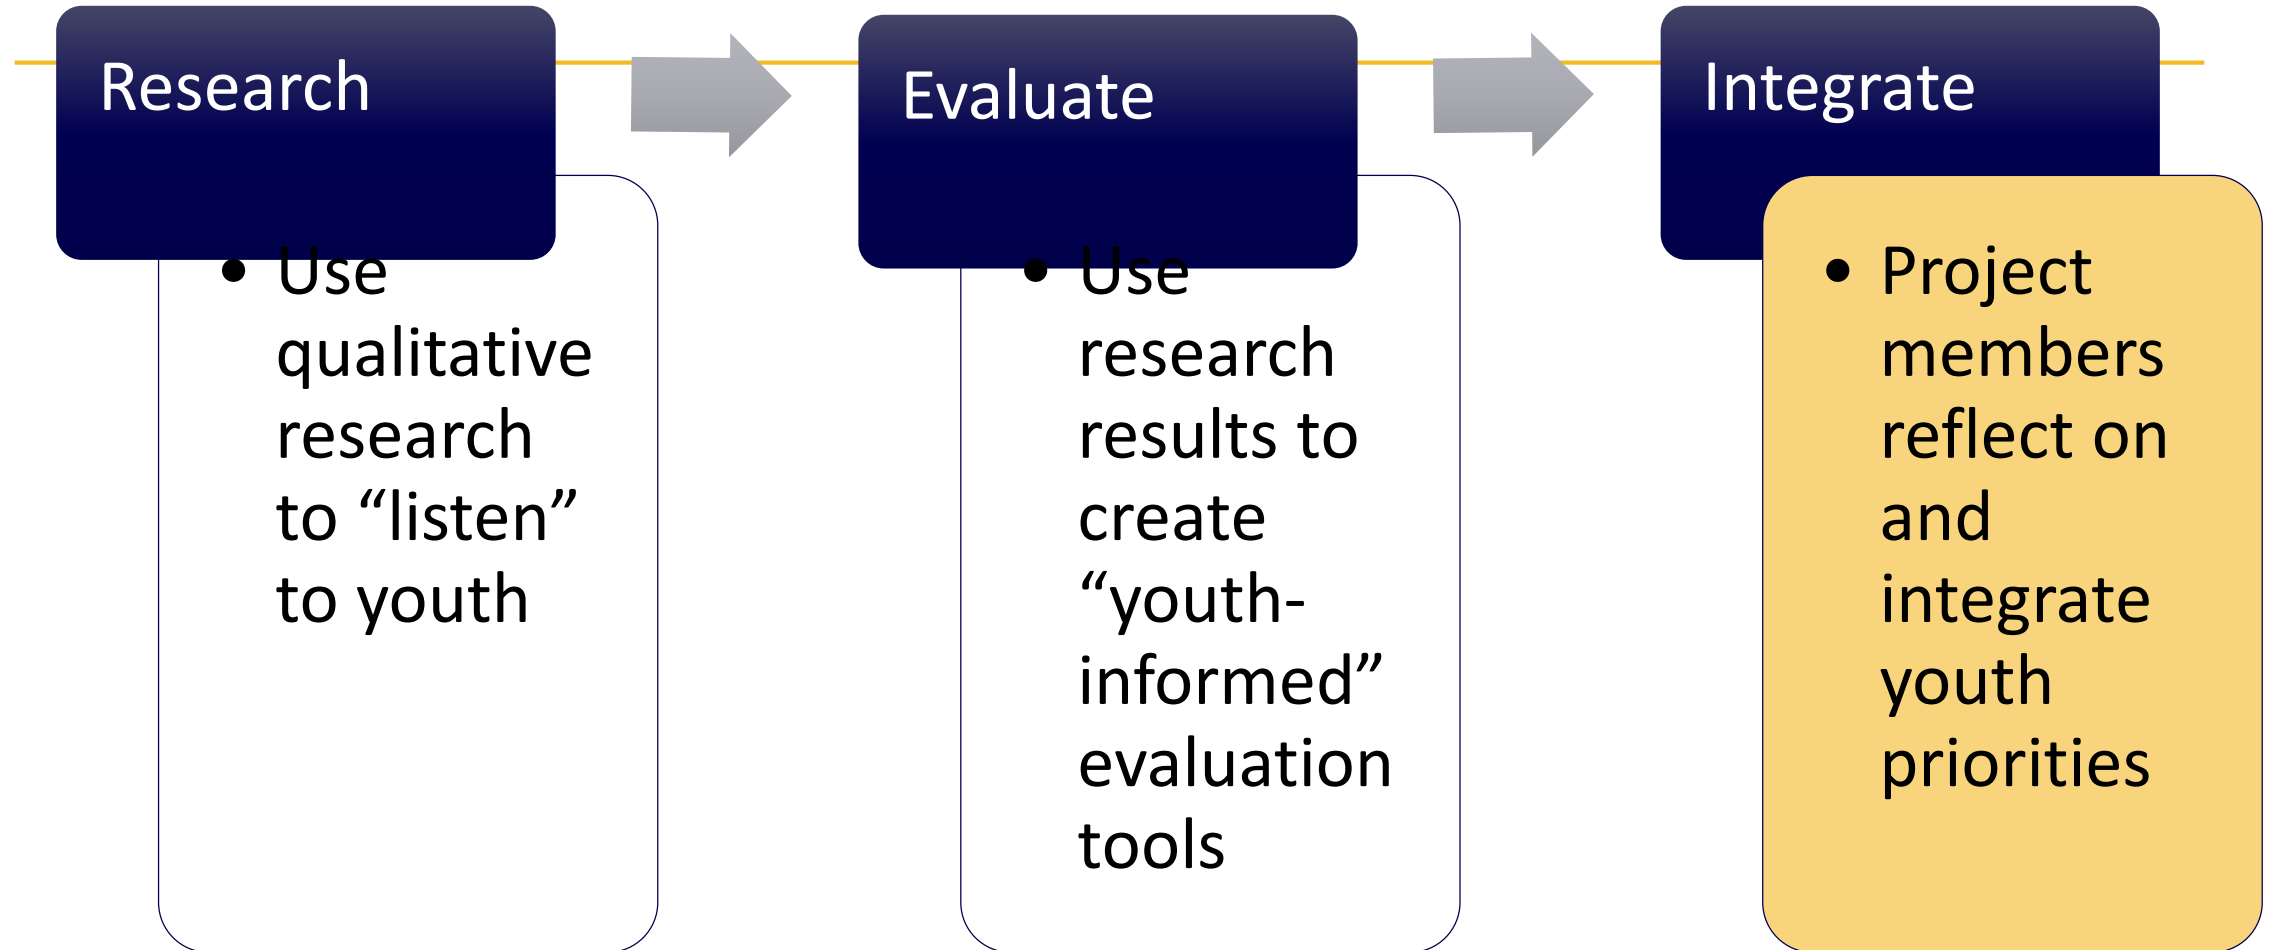 Research
• Use
qualitative
research
to “listen”
to youth
Evaluate
• Use
research
results to
create
“youth-
informed”
evaluation
tools
Integrate
• Project
members
reflect on
and
integrate
youth
priorities